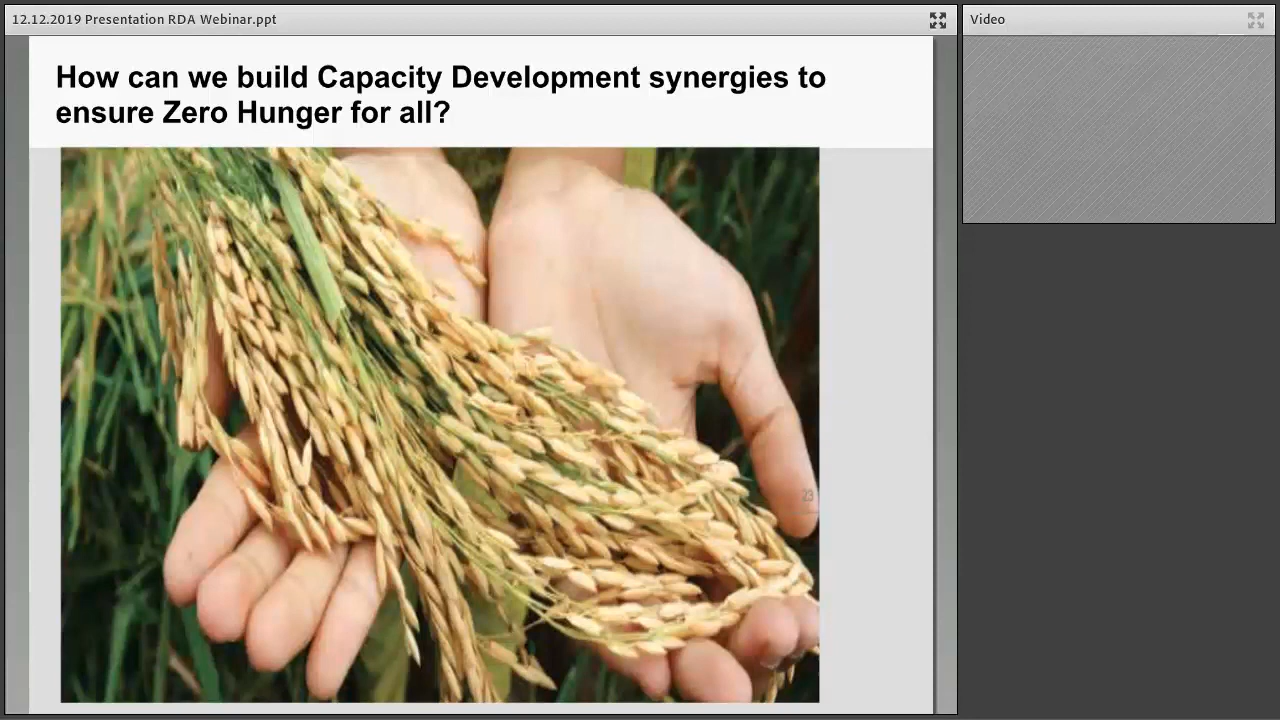 12.12.2019 Presentation RDA Webinar.ppt
Video
How can we build Capacity Development synergies to
ensure Zero Hunger for all?
23